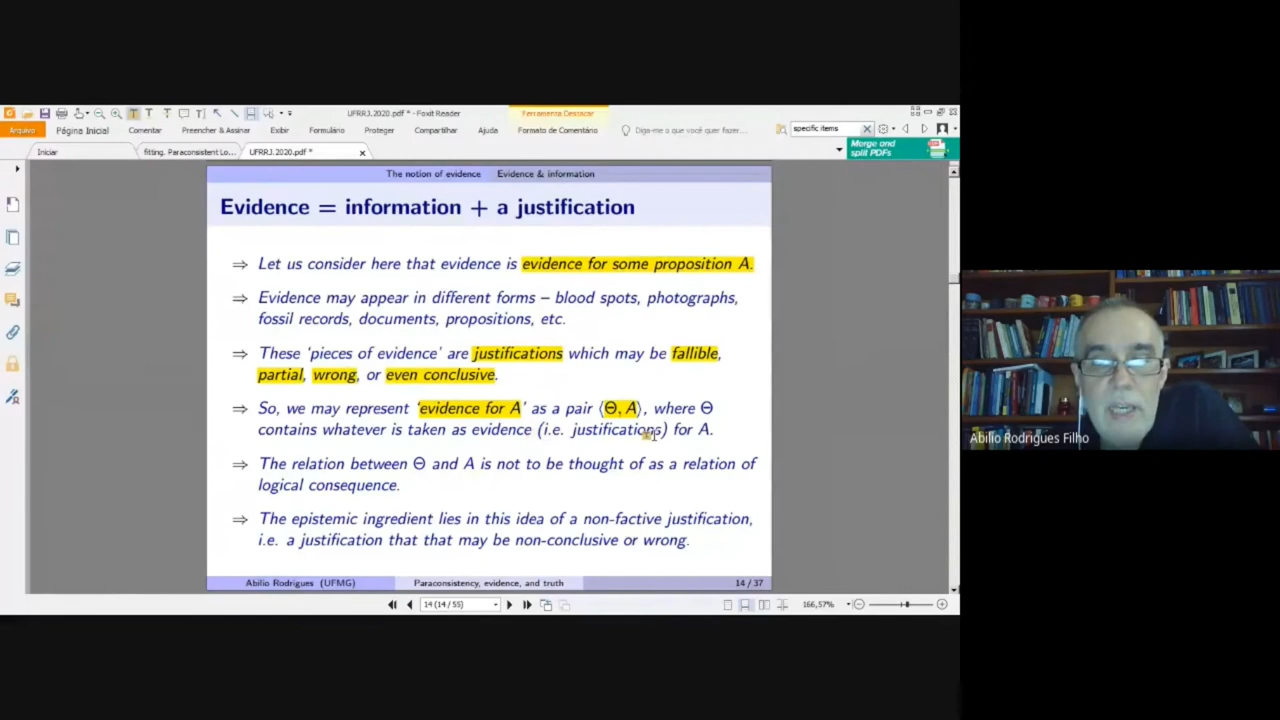 UFRRJ.2020.pdf * - Foxit Reader
Ferramenta Destacar
Arquivo Página Inicial Comentar Preencher & Assinar Exibir Formulário Proteger Compartilhar Ajuda Formato de Comentário Diga-me o que você quer fazer... specific items
Iniciar fitting. Paraconsistent Lo... UFRRJ.2020.pdf *
Merge and
split PDFs
The notion of evidence Evidence & information
Evidence = information + a justification
⇒ Let us consider here that evidence is evidence for some proposition A.
⇒ Evidence may appear in different forms – blood spots, photographs,
fossil records, documents, propositions, etc.
⇒ These ‘pieces of evidence’ are justifications which may be fallible,
partial, wrong, or even conclusive.
⇒ So, we may represent ‘evidence for A’ as a pair ⟨Θ, A⟩, where Θ
contains whatever is taken as evidence (i.e. justifications) for A.
⇒ The relation between Θ and A is not to be thought of as a relation of
logical consequence.
⇒ The epistemic ingredient lies in this idea of a non-factive justification,
i.e. a justification that that may be non-conclusive or wrong.
Abilio Rodrigues (UFMG) Paraconsistency, evidence, and truth 14 / 37
14 (14 / 55) 166,57%
Abilio Rodrigues Filho